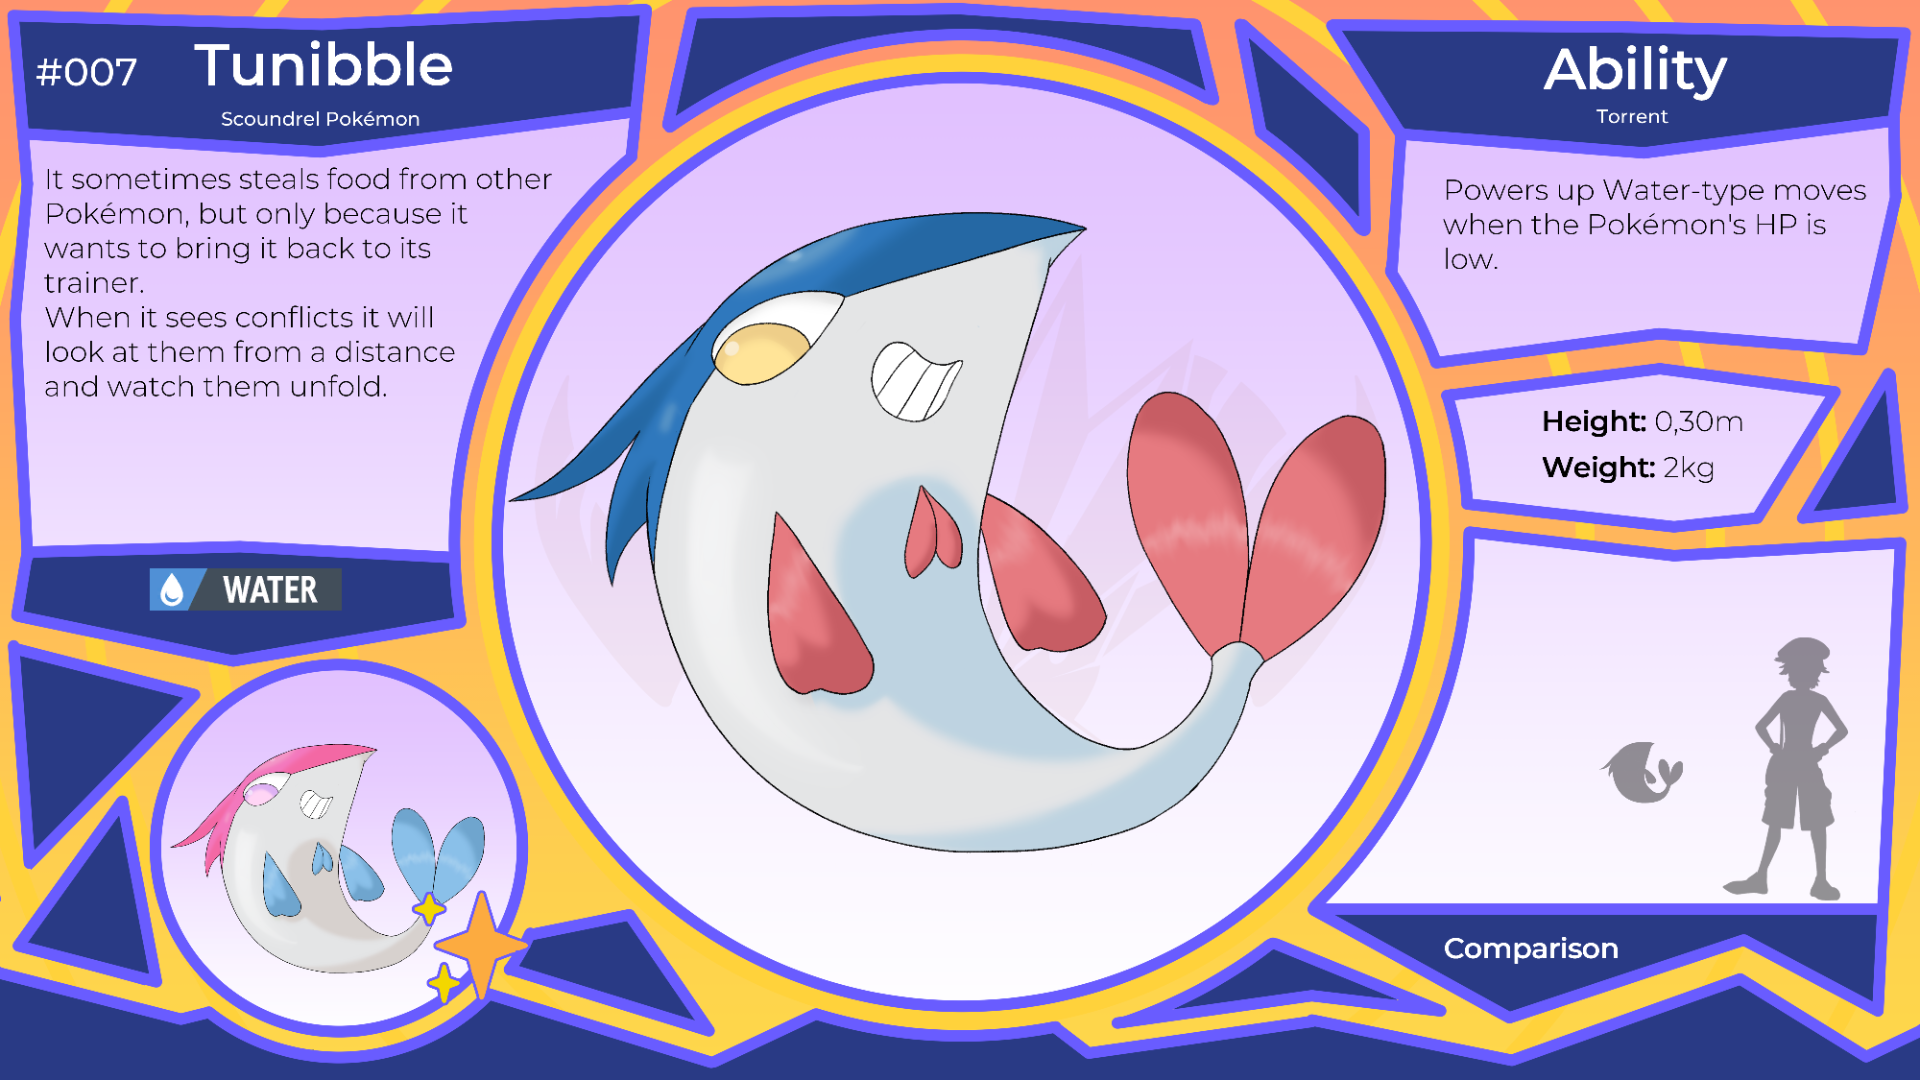 #007
Tunibble
Scoundrel Pokémon
It sometimes steals food from other
Pokémon, but only because it
wants to bring it back to its
trainer.
When it sees conflicts it will
look at them from a distance
and watch them unfold.
WATER
Ability
Torrent
Powers up Water-type moves
when the Pokémon's HP is
low.
Height: 0,30m
Weight: 2kg
Comparison